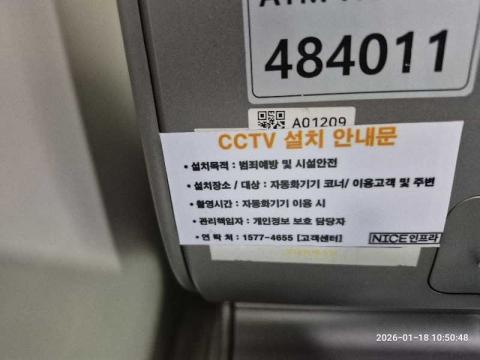 484011
A01209
CCTV 설치 안내문
• 설치목적 : 범죄예방 및 시설안전
• 설치장소 / 대상 : 자동화기기 코너/ 이용고객 및 주변
• 촬영시간 : 자동화기기 이용 시
• 관리책임자 : 개인정보 보호 담당자
• 연 락 처 : 1577-4655 [고객센터]
NICE인프라
2026-01-18 10:50:48